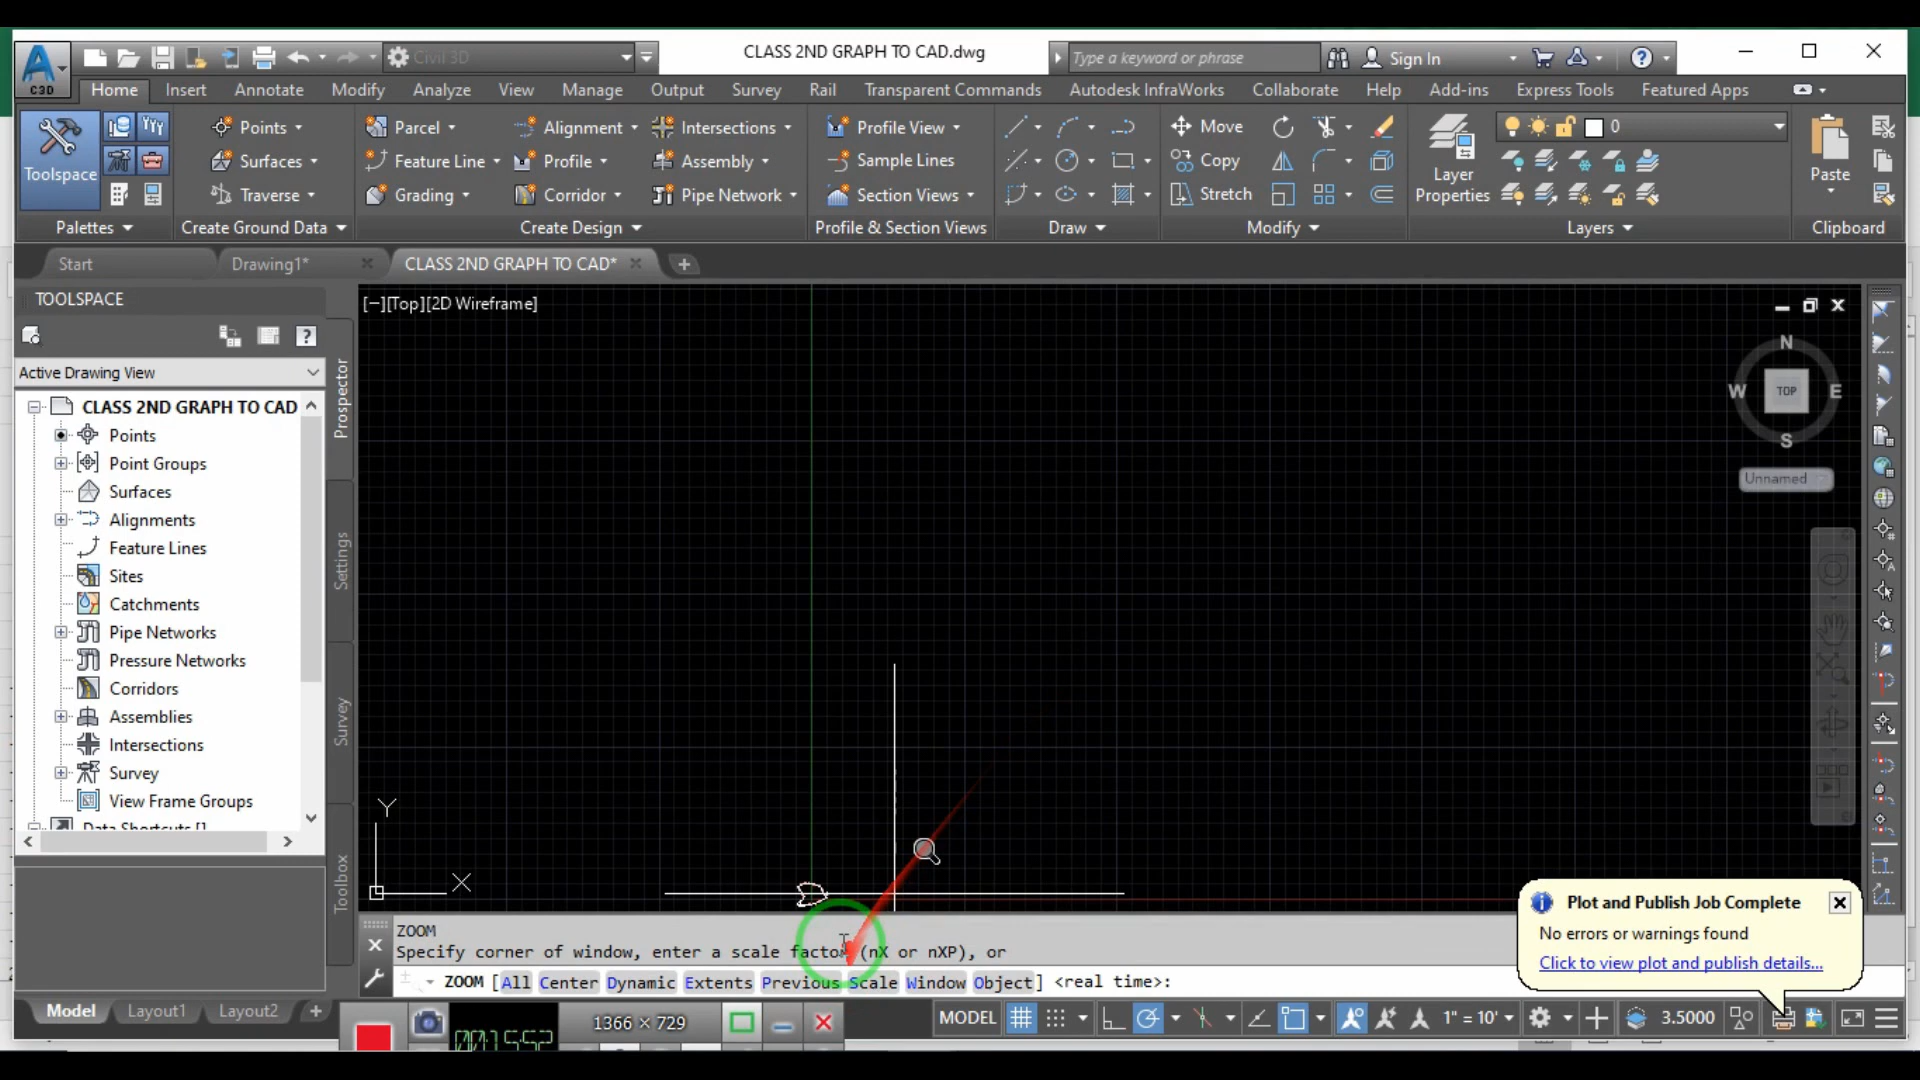 C3D
Civil 3D
CLASS 2ND GRAPH TO CAD.dwg
Type a keyword or phrase
Sign In
Home
Insert
Annotate
Modify
Analyze
View
Manage
Output
Survey
Rail
Transparent Commands
Autodesk InfraWorks
Collaborate
Help
Add-ins
Express Tools
Featured Apps
Toolspace
Palettes
Points
Surfaces
Traverse
Create Ground Data
Parcel
Feature Line
Grading
Alignment
Profile
Corridor
Intersections
Assembly
Pipe Network
Create Design
Profile View
Sample Lines
Section Views
Profile & Section Views
Draw
Move
Copy
Stretch
Modify
Layer
Properties
0
Layers
Paste
Clipboard
Start
Drawing1*
CLASS 2ND GRAPH TO CAD*
TOOLSPACE
Active Drawing View
CLASS 2ND GRAPH TO CAD
Points
Point Groups
Surfaces
Alignments
Feature Lines
Sites
Catchments
Pipe Networks
Pressure Networks
Corridors
Assemblies
Intersections
Survey
View Frame Groups
Data Shortcuts []
Prospector
Settings
Survey
Toolbox
[−][Top][2D Wireframe]
N
W
TOP
E
S
Unnamed
Y
X
ZOOM
Specify corner of window, enter a scale factor (nX or nXP), or
ZOOM [All Center Dynamic Extents Previous Scale Window Object] <real time>:
Plot and Publish Job Complete
No errors or warnings found
Click to view plot and publish details...
Model
Layout1
Layout2
1366 × 729
MODEL
1" = 10'
3.5000